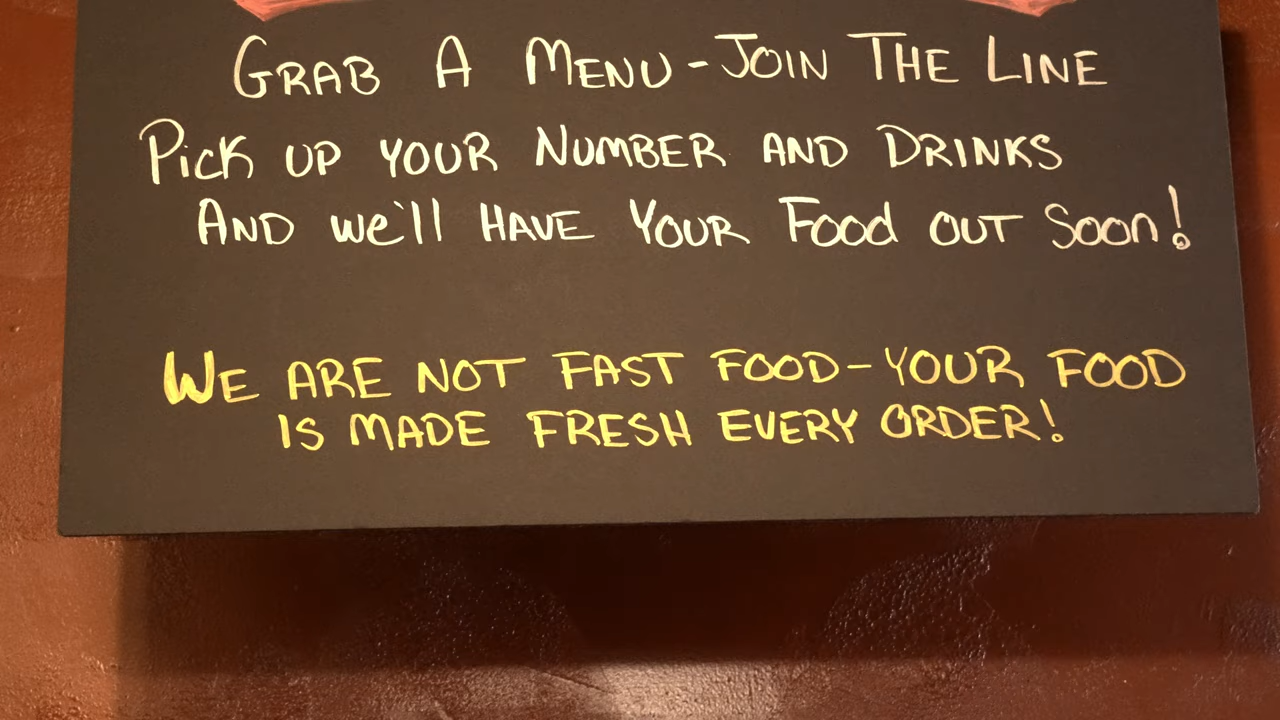 GRAB A MENU - JOIN THE LINE
Pick UP YOUR NUMBER AND DRINKS
AND we'll HAVE YOUR Food OUT Soon!
WE ARE NOT FAST FOOD - YOUR FOOD
IS MADE FRESH EVERY ORDER!